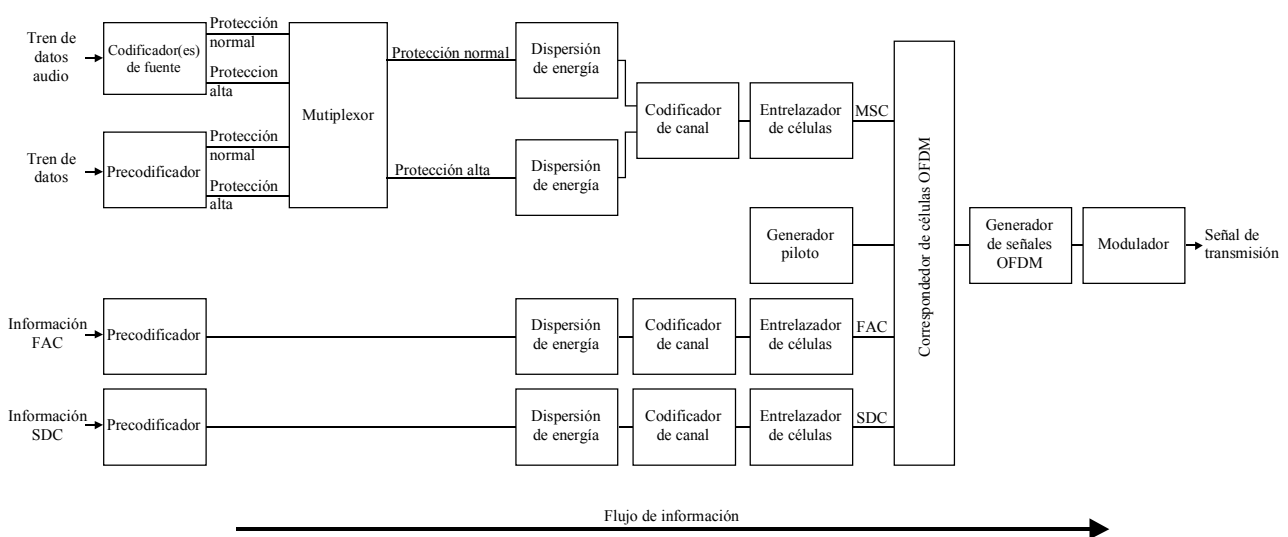 Tren de
datos
audio
Codificador(es)
de fuente
Protección
normal
Proteccion
alta
Mutiplexor
Protección normal
Dispersión
de energía
Codificador
de canal
Entrelazador
de células
MSC
Tren de
datos
Precodificador
Protección
normal
Protección
alta
Protección alta
Dispersión
de energía
Generador
piloto
Correspondedor de células OFDM
Generador
de señales
OFDM
Modulador
Señal de
transmisión
Información
FAC
Precodificador
Dispersión
de energía
Codificador
de canal
Entrelazador
de células
FAC
Información
SDC
Precodificador
Dispersión
de energía
Codificador
de canal
Entrelazador
de células
SDC
Flujo de información